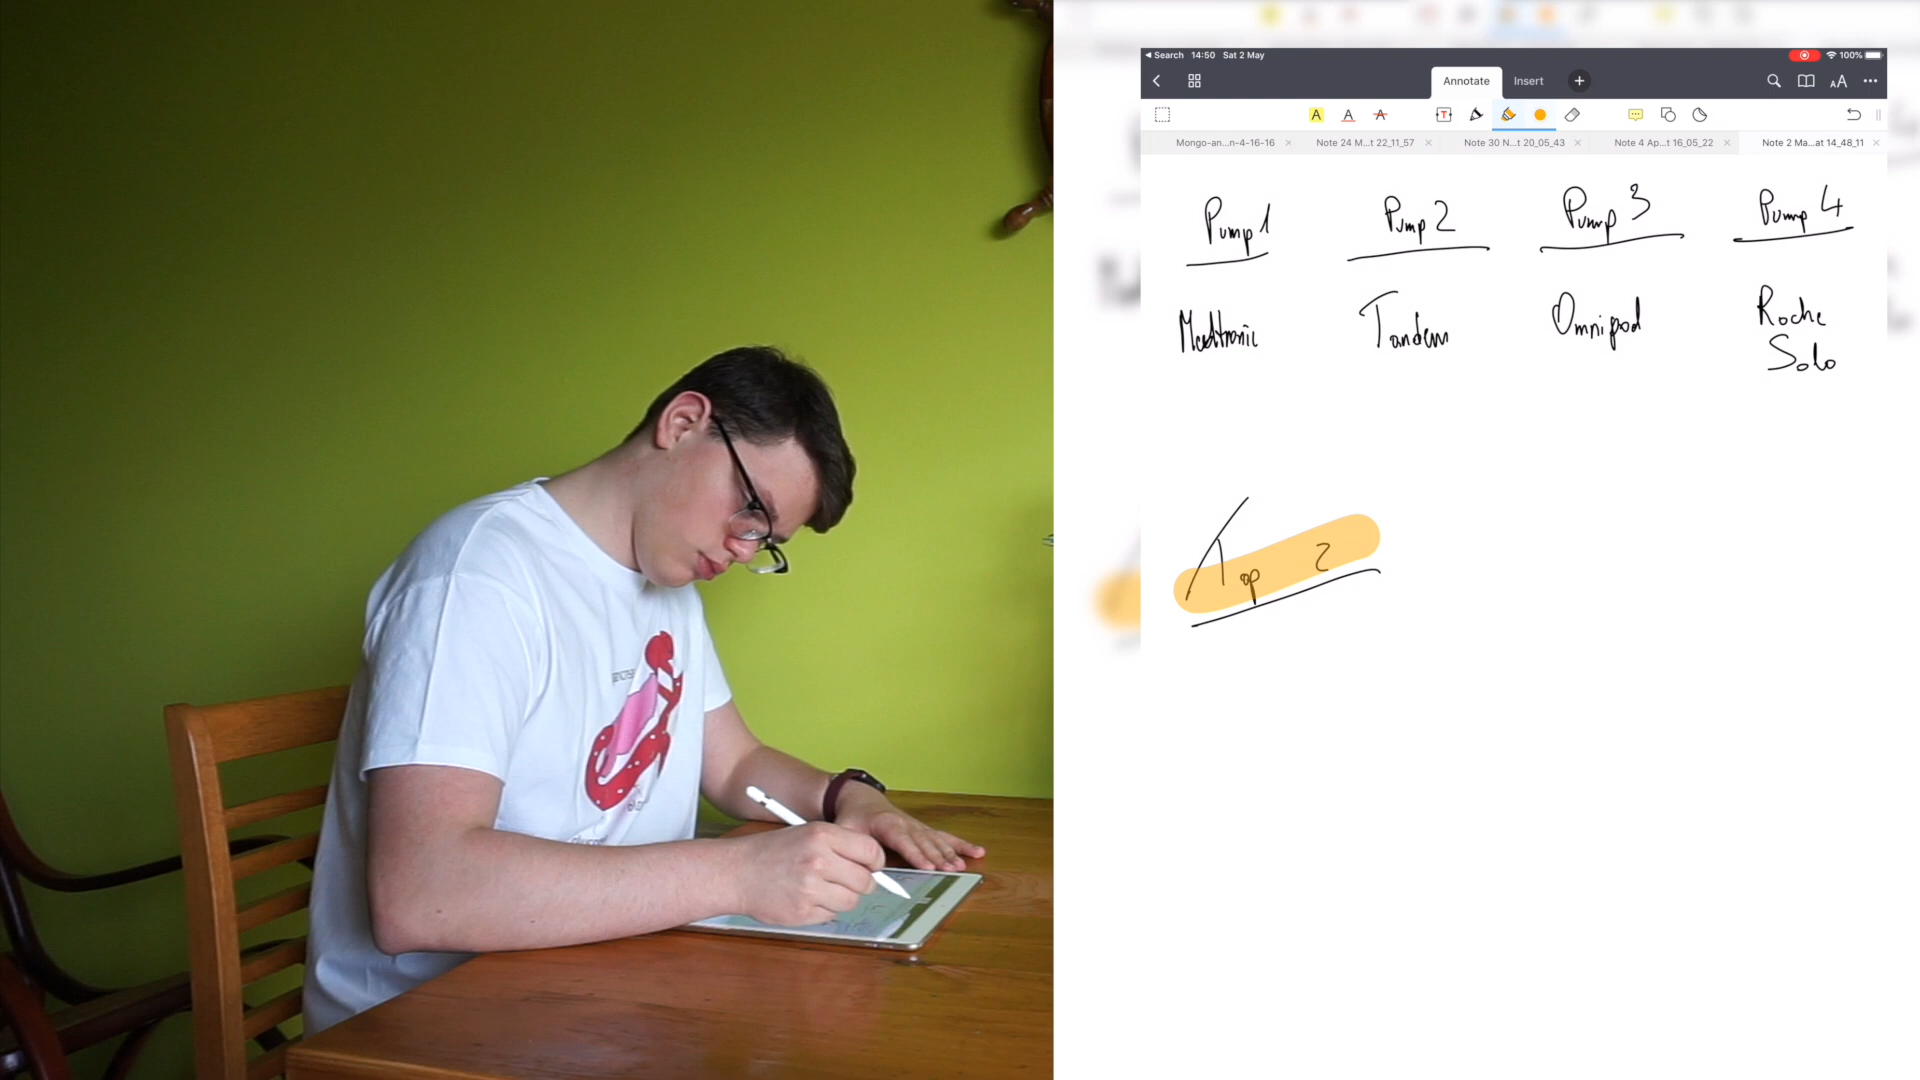 Search 14:50 Sat 2 May 100%
Annotate Insert
A A A T
Mongo-an...n-4-16-16 Note 24 M...t 22_11_57 Note 30 N...t 20_05_43 Note 4 Ap...t 16_05_22 Note 2 Ma...at 14_48_11
Pump 1 Pump 2 Pump 3 Pump 4
Medtronic Tandem Omnipod Roche
Solo
Top 2